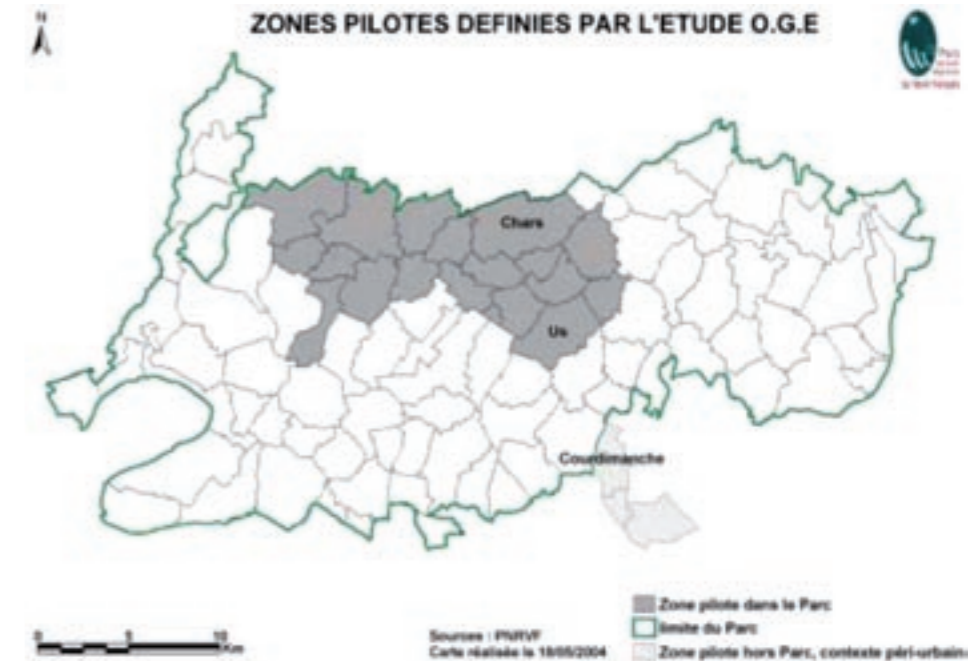 N
ZONES PILOTES DEFINIES PAR L'ETUDE O.G.E
Parc
Chars
Us
Courdimanche
0 5 10
Km
Zone pilote dans le Parc
limite du Parc
Zone pilote hors Parc, contexte péri-urbain
Sources : PNRVF
Carte réalisée le 18/05/2004